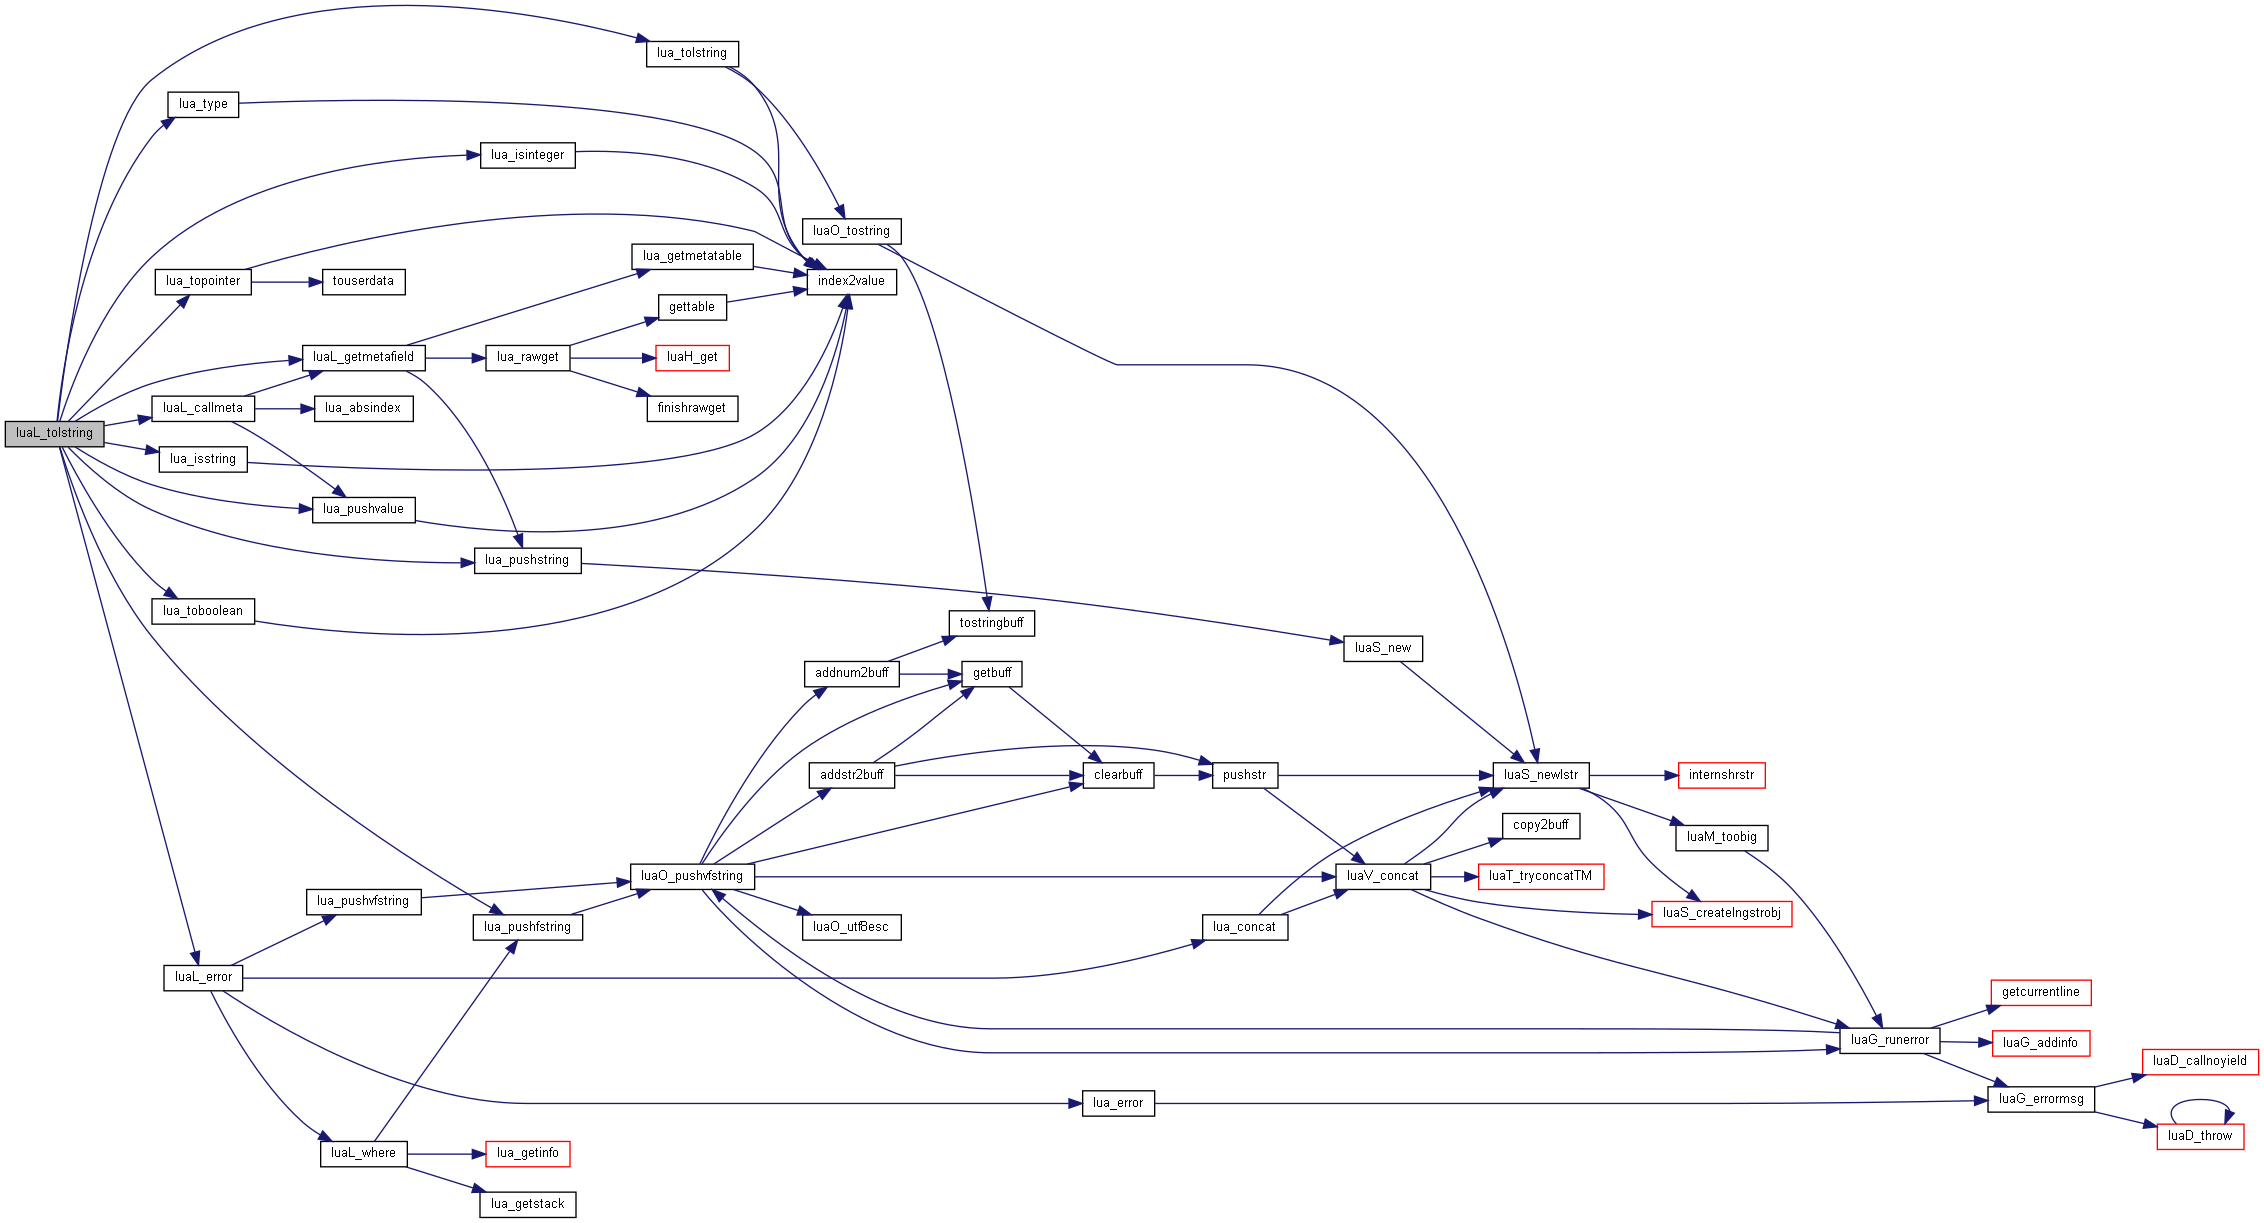 lua_tolstring
lua_type
lua_isinteger
luaO_tostring
lua_getmetatable
lua_topointer
touserdata
index2value
gettable
luaL_getmetafield
lua_rawget
luaH_get
luaL_callmeta
lua_absindex
finishrawget
luaL_tolstring
lua_isstring
lua_pushvalue
lua_pushstring
lua_toboolean
tostringbuff
luaS_new
addnum2buff
getbuff
addstr2buff
clearbuff
pushstr
luaS_newlstr
internshrstr
copy2buff
luaM_toobig
luaO_pushvfstring
luaV_concat
luaT_tryconcatTM
lua_pushvfstring
luaS_createlngstrobj
lua_pushfstring
luaO_utf8esc
lua_concat
luaL_error
getcurrentline
luaG_runerror
luaG_addinfo
luaD_callnoyield
lua_error
luaG_errormsg
luaD_throw
luaL_where
lua_getinfo
lua_getstack